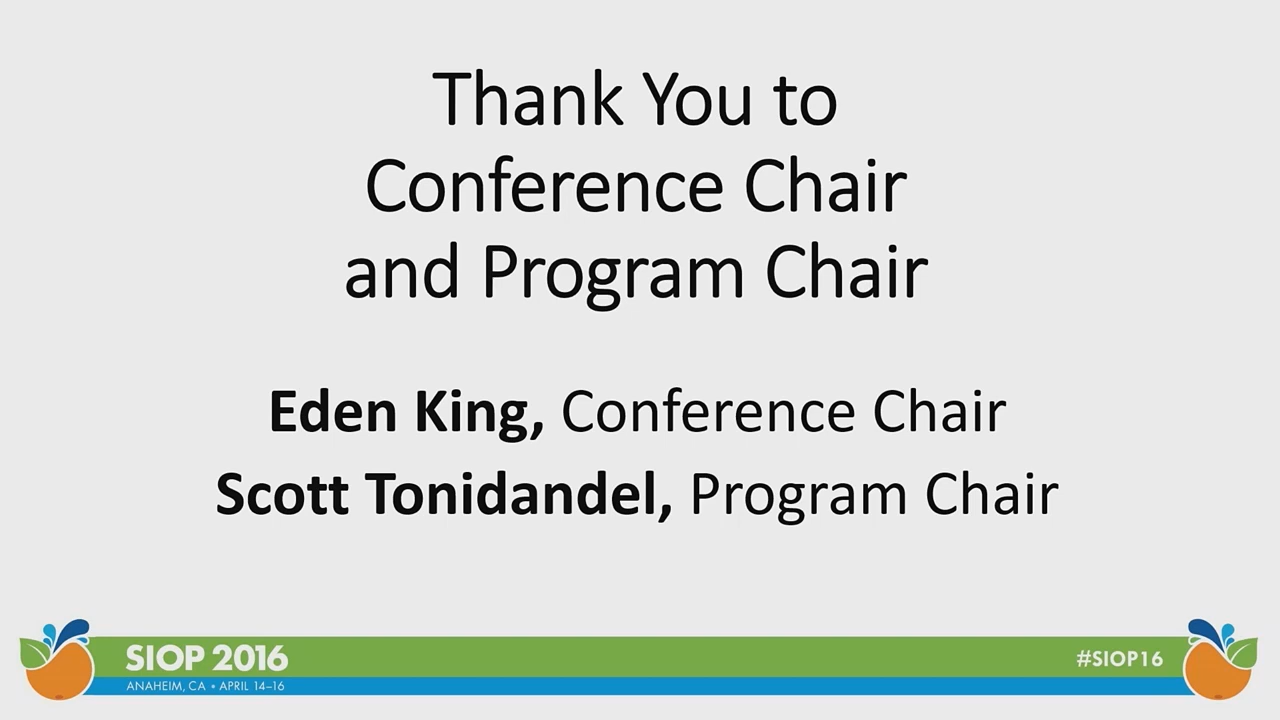 Thank You to
Conference Chair
and Program Chair
Eden King, Conference Chair
Scott Tonidandel, Program Chair
SIOP 2016
#SIOP16
ANAHEIM, CA • APRIL 14–16